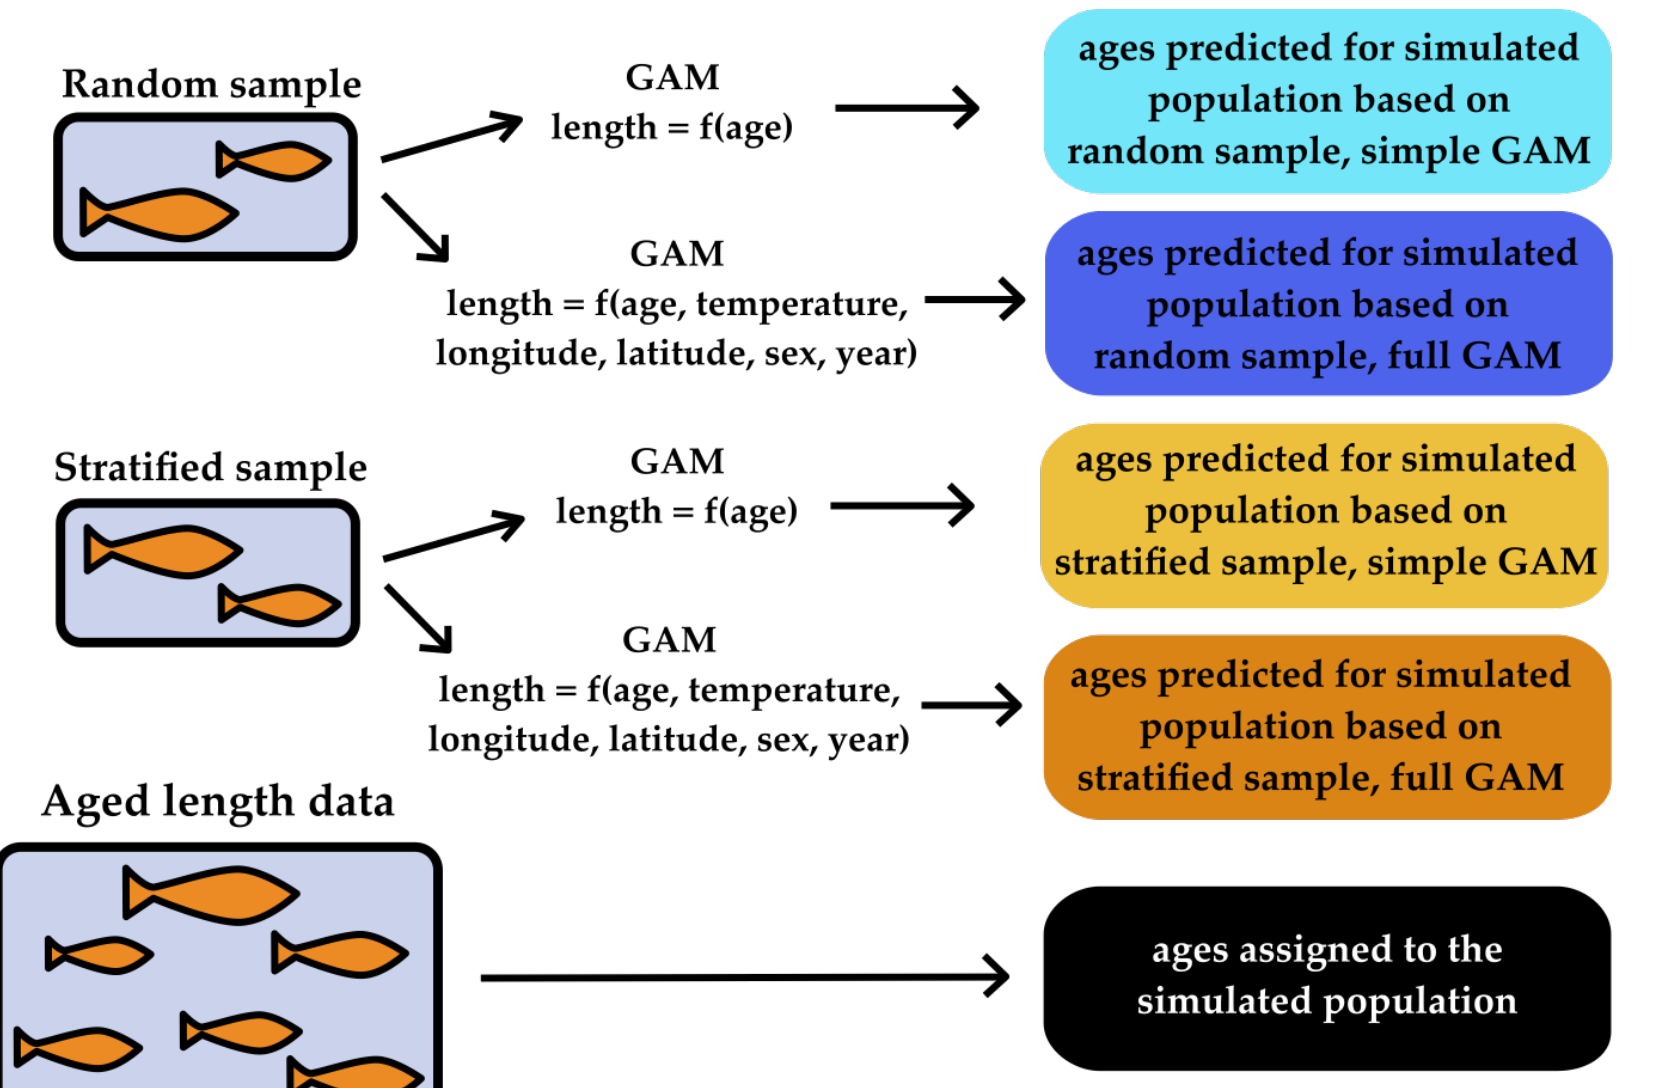 Random sample
GAM
length = f(age)
ages predicted for simulated
population based on
random sample, simple GAM
GAM
length = f(age, temperature,
longitude, latitude, sex, year)
ages predicted for simulated
population based on
random sample, full GAM
Stratified sample
GAM
length = f(age)
ages predicted for simulated
population based on
stratified sample, simple GAM
GAM
length = f(age, temperature,
longitude, latitude, sex, year)
ages predicted for simulated
population based on
stratified sample, full GAM
Aged length data
ages assigned to the
simulated population